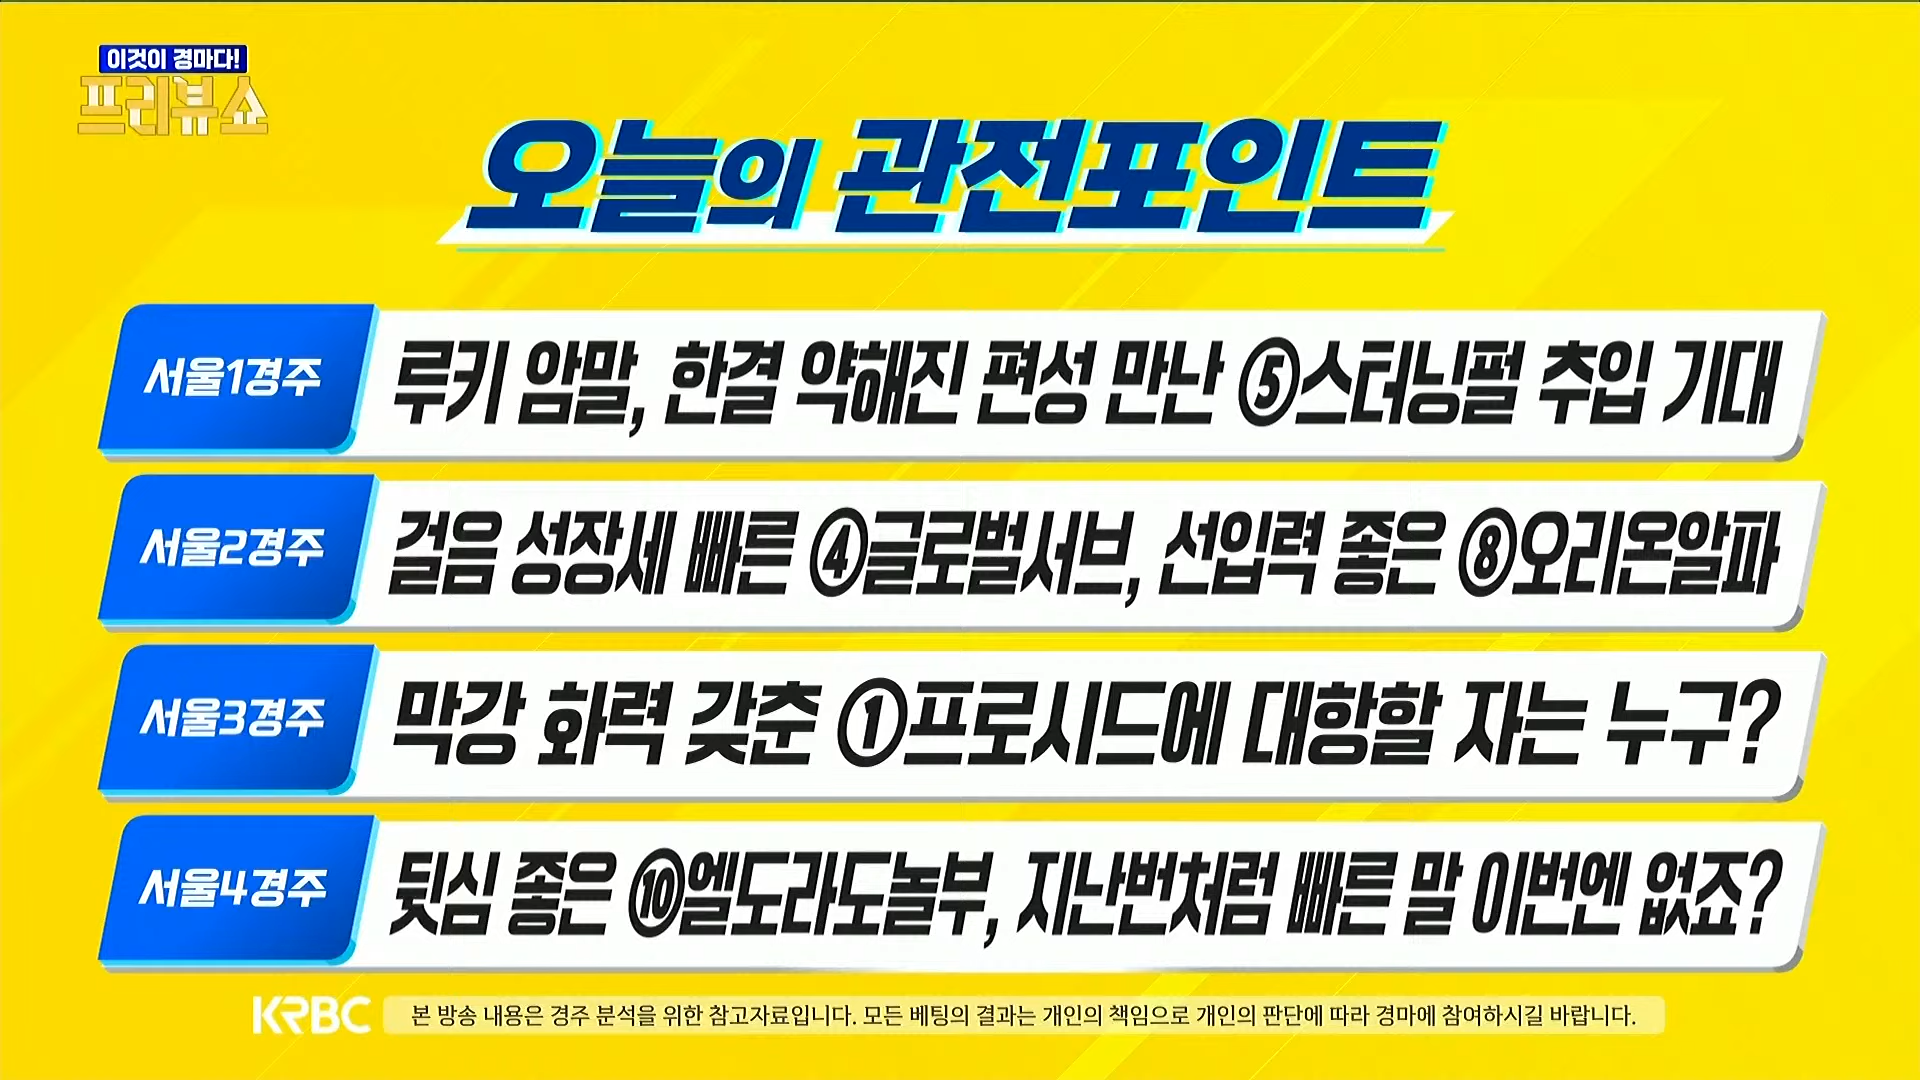 이것이 경마다!
프리뷰쇼
오늘의 관전포인트
서울1경주
루키 암말, 한결 약해진 편성 만난 ⑤스터닝펄 추입 기대
서울2경주
걸음 성장세 빠른 ④글로벌서브, 선입력 좋은 ⑧오리온알파
서울3경주
막강 화력 갖춘 ①프로시드에 대항할 자는 누구?
서울4경주
뒷심 좋은 ⑩엘도라도놀부, 지난번처럼 빠른 말 이번엔 없죠?
KRBC
본 방송 내용은 경주 분석을 위한 참고자료입니다. 모든 베팅의 결과는 개인의 책임으로 개인의 판단에 따라 경마에 참여하시길 바랍니다.